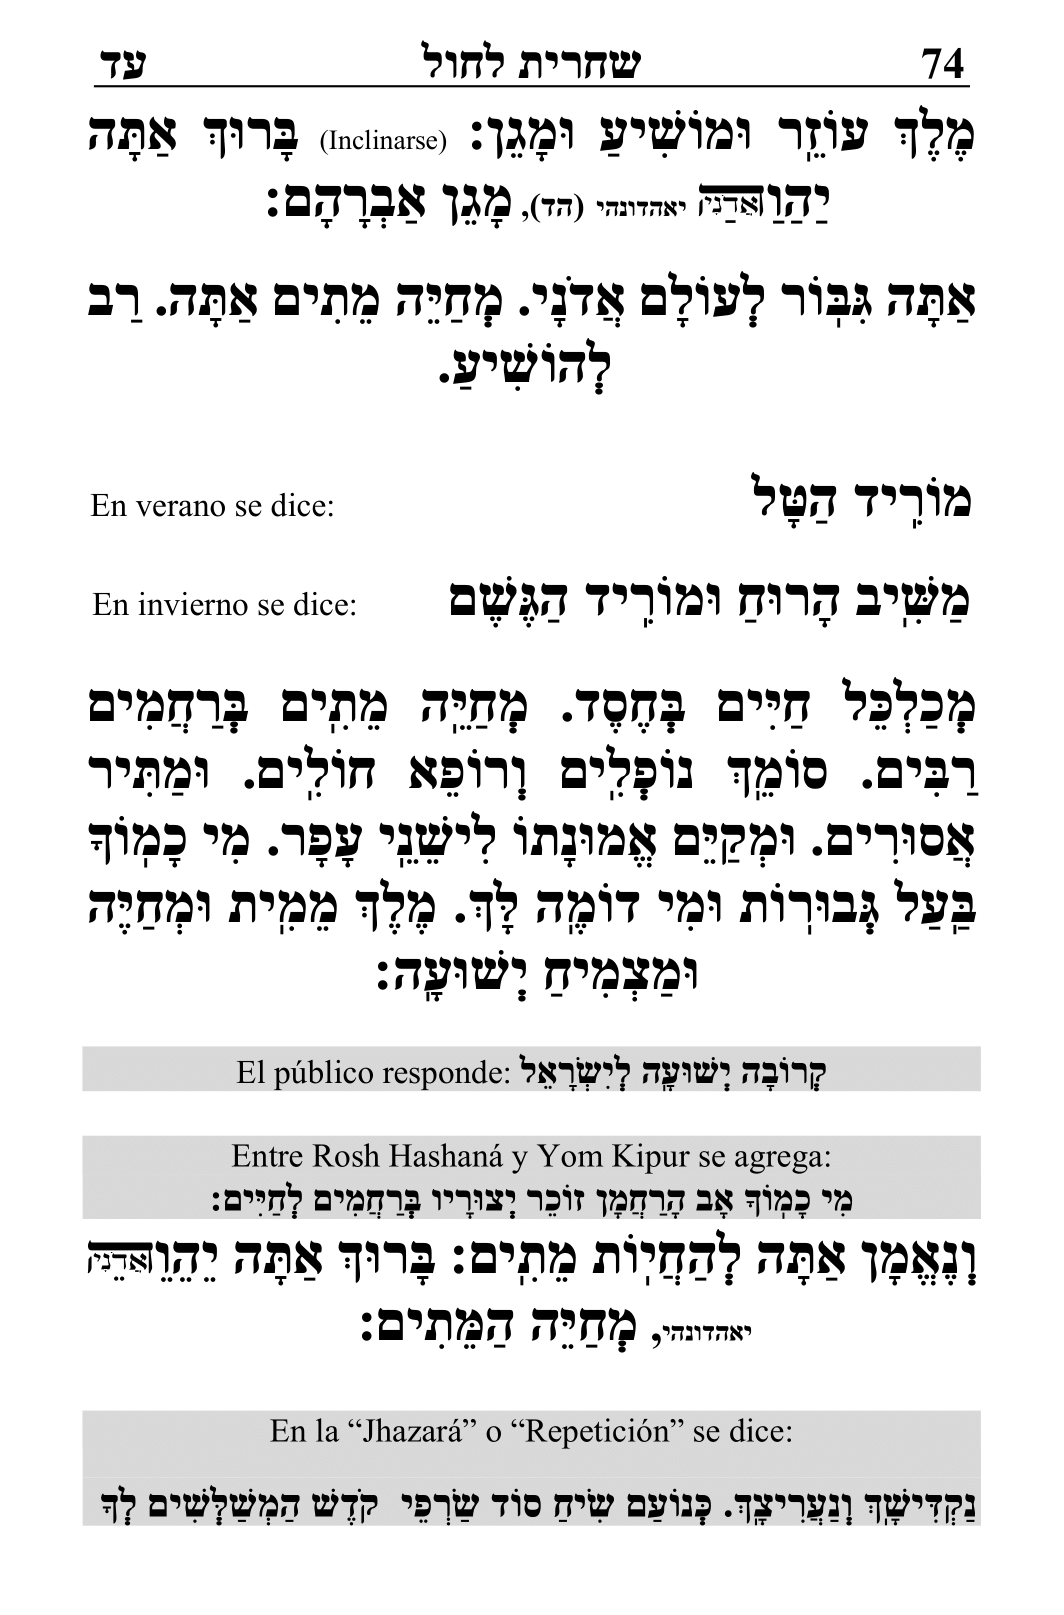 74 שחרית לחול עד
מֶלֶךְ עוֹזֵר וּמוֹשִׁיעַ וּמָגֵן: (Inclinarse) בָּרוּךְ אַתָּה
יַהַוַהאֲדֹנָי יאהדונהי (הד), מָגֵן אַבְרָהָם:
אַתָּה גִּבּוֹר לְעוֹלָם אֲדֹנָי. מְחַיֵּה מֵתִים אַתָּה. רַב
לְהוֹשִׁיעַ.
En verano se dice: מוֹרִיד הַטָּל
En invierno se dice: מַשִּׁיב הָרוּחַ וּמוֹרִיד הַגֶּשֶׁם
מְכַלְכֵּל חַיִּים בְּחֶסֶד. מְחַיֵּה מֵתִים בְּרַחֲמִים
רַבִּים. סוֹמֵךְ נוֹפְלִים וְרוֹפֵא חוֹלִים. וּמַתִּיר
אֲסוּרִים. וּמְקַיֵּם אֱמוּנָתוֹ לִישֵׁנֵי עָפָר. מִי כָמוֹךָ
בַּעַל גְּבוּרוֹת וּמִי דוֹמֶה לָּךְ. מֶלֶךְ מֵמִית וּמְחַיֶּה
וּמַצְמִיחַ יְשׁוּעָה:
El público responde: קְרוֹבָה יְשׁוּעָה לְיִשְׂרָאֵל
Entre Rosh Hashaná y Yom Kipur se agrega:
מִי כָמוֹךָ אָב הָרַחֲמָן זוֹכֵר יְצוּרָיו בְּרַחֲמִים לְחַיִּים:
וְנֶאֱמָן אַתָּה לְהַחֲיוֹת מֵתִים: בָּרוּךְ אַתָּה יֵהֵוֵהאֲדֹנָי
יאהדונהי, מְחַיֵּה הַמֵּתִים:
En la “Jhazará” o “Repetición” se dice:
נַקְדִּישָׁךְ וְנַעֲרִיצָךְ. כְּנוֹעַם שִׂיחַ סוֹד שַׂרְפֵי קֹדֶשׁ הַמְשַׁלְּשִׁים לְךָ